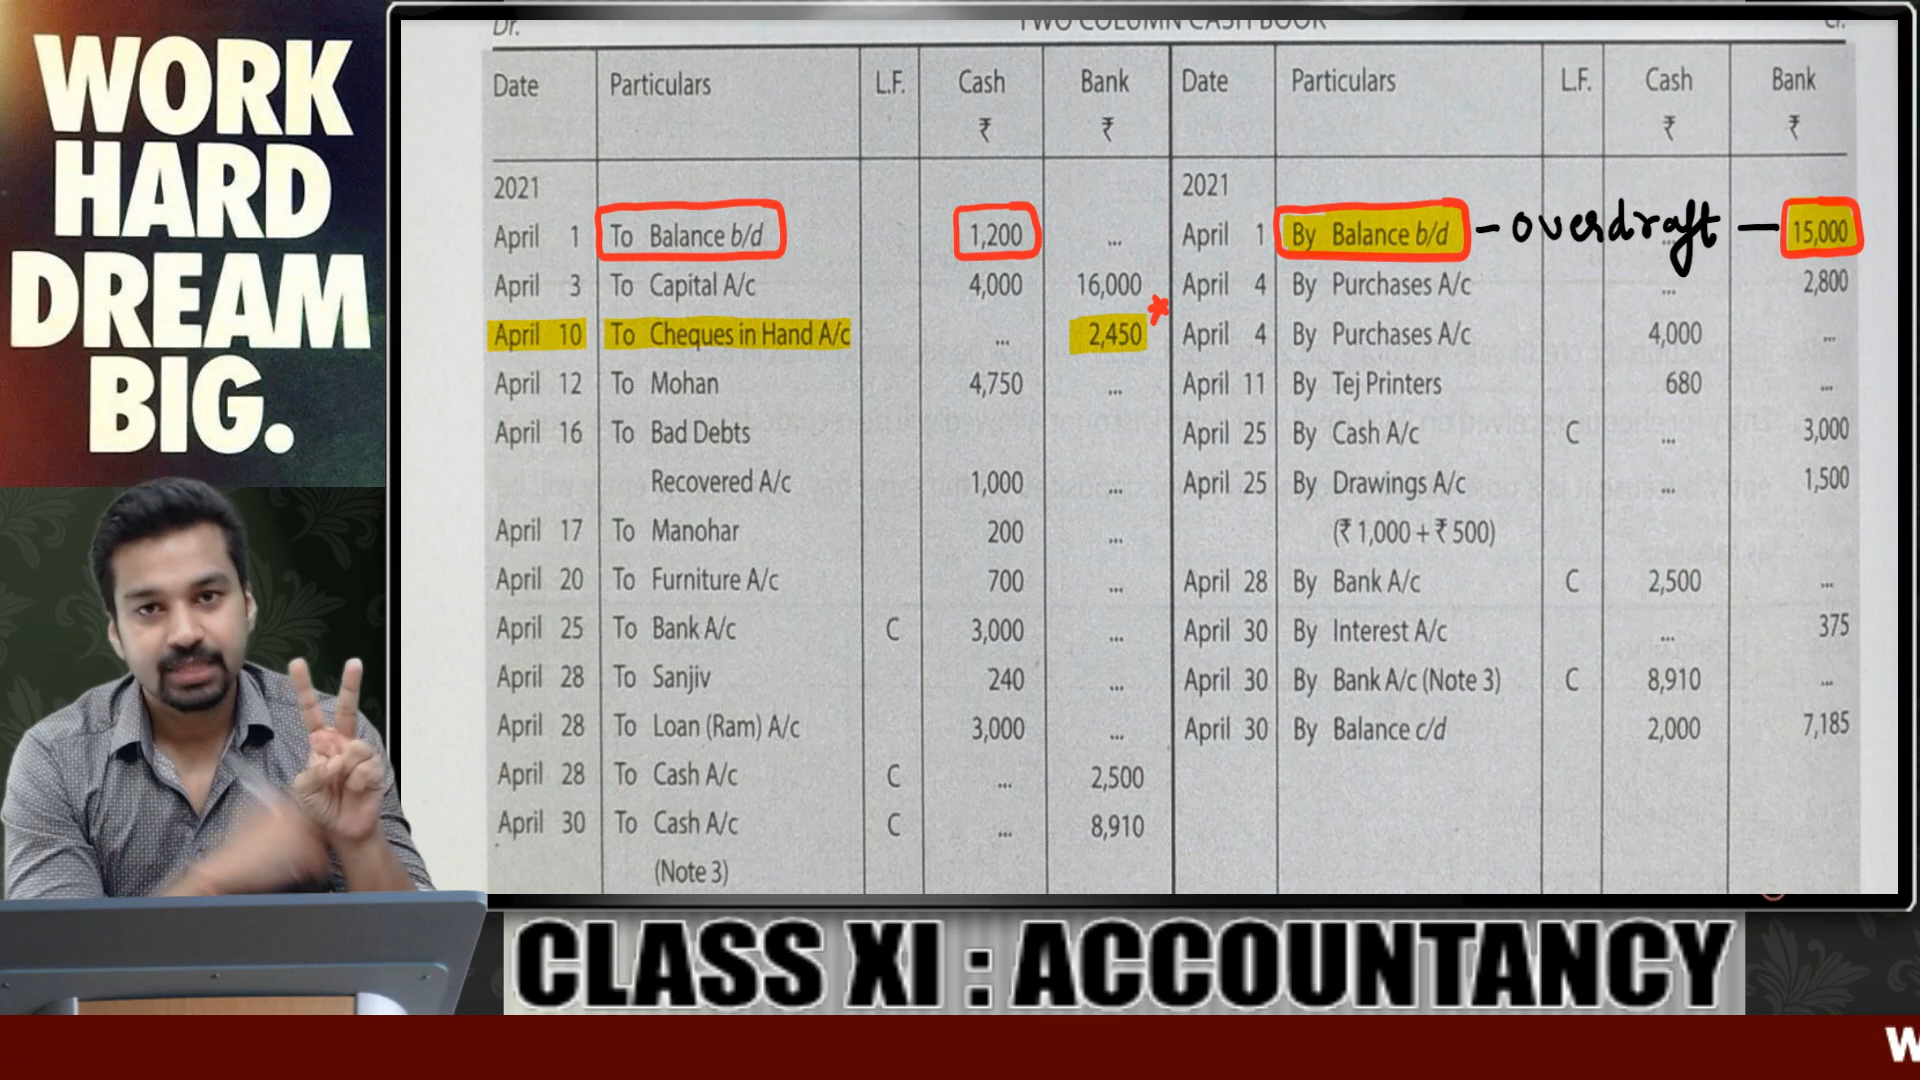 WORK
HARD
DREAM
BIG.
Dr. TWO COLUMN CASH BOOK Cr.
Date Particulars L.F. Cash Bank Date Particulars L.F. Cash Bank
₹ ₹ ₹ ₹
2021 2021
April 1 To Balance b/d 1,200 ... April 1 By Balance b/d - overdraft — 15,000
April 3 To Capital A/c 4,000 16,000 April 4 By Purchases A/c ... 2,800
April 10 To Cheques in Hand A/c ... 2,450 * April 4 By Purchases A/c 4,000 ...
April 12 To Mohan 4,750 ... April 11 By Tej Printers 680 ...
April 16 To Bad Debts April 25 By Cash A/c C ... 3,000
Recovered A/c 1,000 ... April 25 By Drawings A/c ... 1,500
April 17 To Manohar 200 ... (₹ 1,000 + ₹ 500)
April 20 To Furniture A/c 700 ... April 28 By Bank A/c C 2,500 ...
April 25 To Bank A/c C 3,000 ... April 30 By Interest A/c ... 375
April 28 To Sanjiv 240 ... April 30 By Bank A/c (Note 3) C 8,910 ...
April 28 To Loan (Ram) A/c 3,000 ... April 30 By Balance c/d 2,000 7,185
April 28 To Cash A/c C ... 2,500
April 30 To Cash A/c C ... 8,910
(Note 3)
CLASS XI : ACCOUNTANCY
W